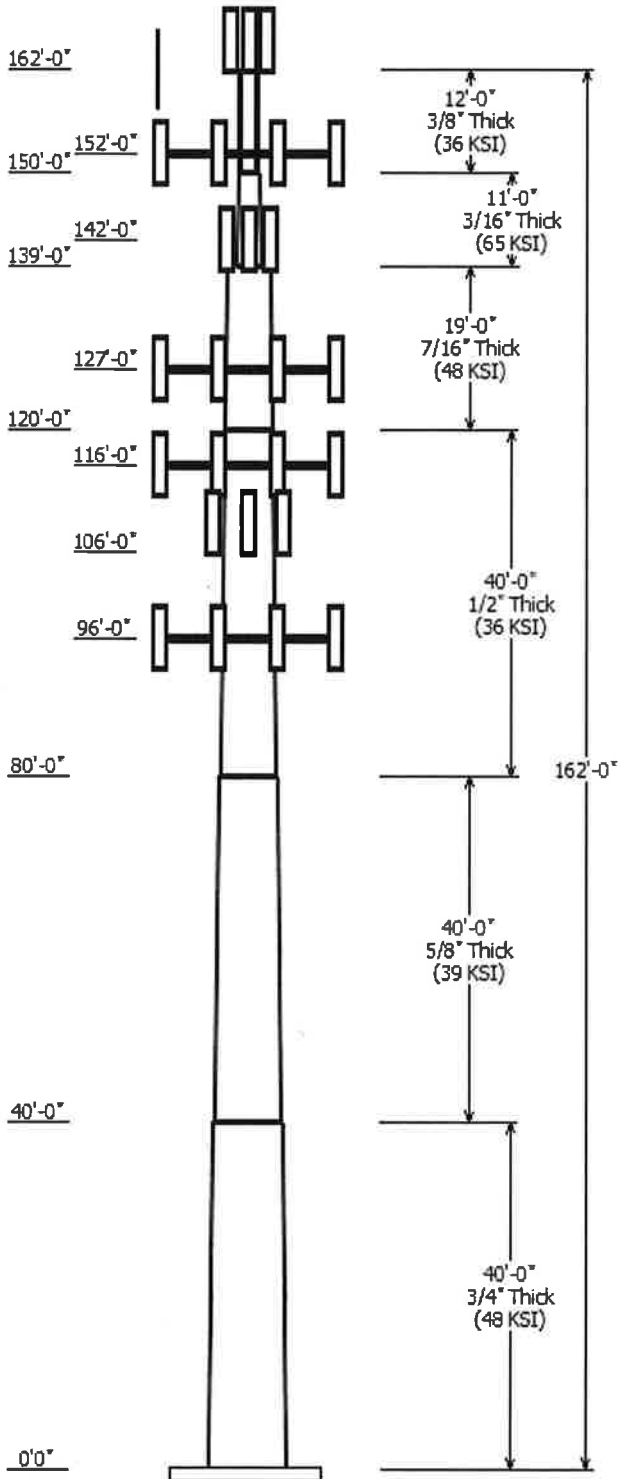 162'-0"
12'-0"
3/8" Thick
(36 KSI)
152'-0"
150'-0"
11'-0"
3/16" Thick
(65 KSI)
142'-0"
139'-0"
19'-0"
7/16" Thick
(48 KSI)
127'-0"
120'-0"
116'-0"
106'-0"
40'-0"
1/2" Thick
(36 KSI)
96'-0"
80'-0"
162'-0"
40'-0"
5/8" Thick
(39 KSI)
40'-0"
40'-0"
3/4" Thick
(48 KSI)
0'0"